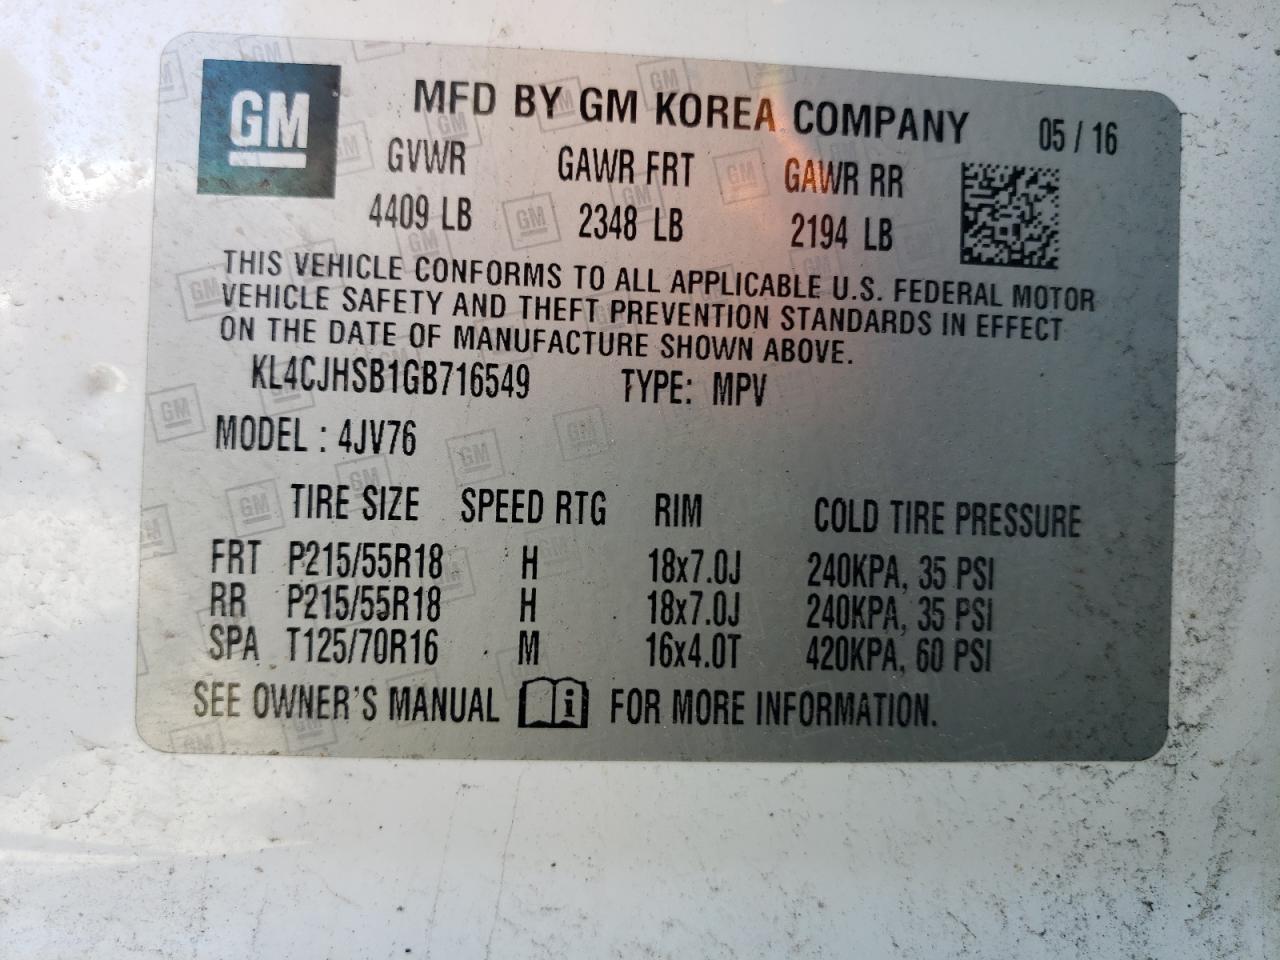 GM
MFD BY GM KOREA COMPANY 05 / 16
GVWR GAWR FRT GAWR RR
4409 LB 2348 LB 2194 LB
THIS VEHICLE CONFORMS TO ALL APPLICABLE U.S. FEDERAL MOTOR
VEHICLE SAFETY AND THEFT PREVENTION STANDARDS IN EFFECT
ON THE DATE OF MANUFACTURE SHOWN ABOVE.
KL4CJHSB1GB716549 TYPE: MPV
MODEL : 4JV76
TIRE SIZE SPEED RTG RIM COLD TIRE PRESSURE
FRT P215/55R18 H 18x7.0J 240KPA, 35 PSI
RR P215/55R18 H 18x7.0J 240KPA, 35 PSI
SPA T125/70R16 M 16x4.0T 420KPA, 60 PSI
SEE OWNER'S MANUAL i FOR MORE INFORMATION.